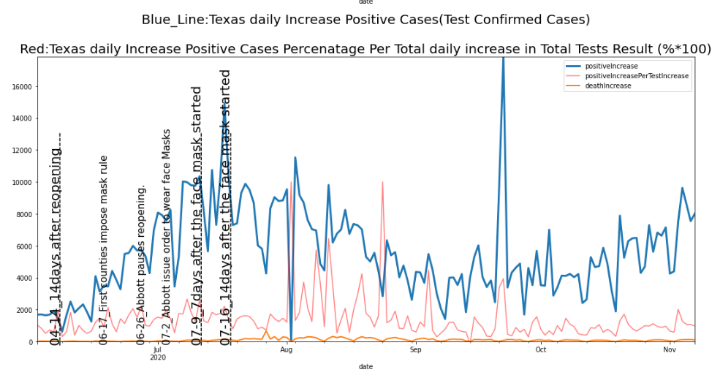 date
Blue_Line:Texas daily Increase Positive Cases(Test Confirmed Cases)
Red:Texas daily Increase Positive Cases Percenatage Per Total daily increase in Total Tests Result (%*100)
positiveIncrease
positiveIncreasePerTestIncrease
deathIncrease
16000
14000
12000
10000
8000
6000
4000
2000
0
04-14_14days after reopening
06-17_First counties impose mask rule
06-26_Abbott pauses reopening.
07-2_Abbott issue order to wear face Masks
07-9_7days after the face mask started
07-16_14days after the face mask started
Jul
2020
Aug
Sep
Oct
Nov
date